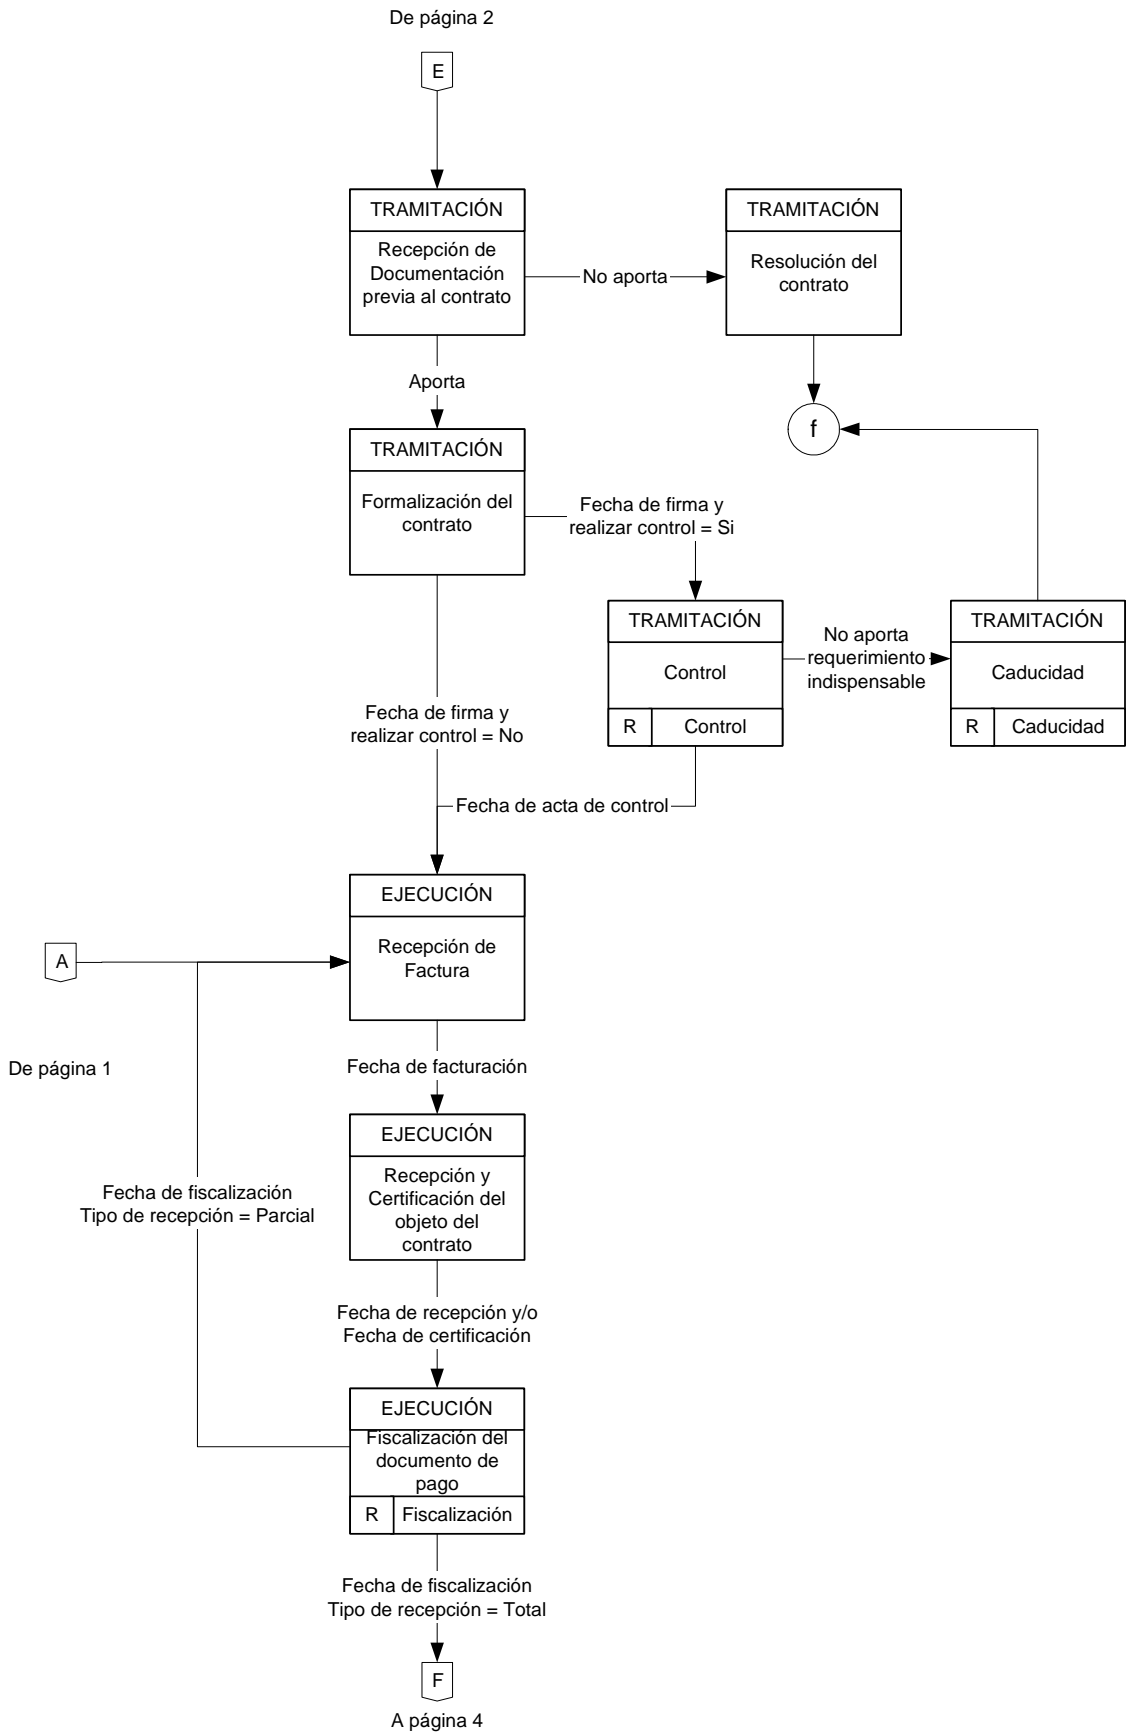 De página 2
E
TRAMITACIÓN
Recepción de
Documentación
previa al contrato
No aporta
TRAMITACIÓN
Resolución del
contrato
Aporta
f
TRAMITACIÓN
Formalización del
contrato
Fecha de firma y
realizar control = Si
TRAMITACIÓN
Control
R
Control
No aporta
requerimiento
indispensable
TRAMITACIÓN
Caducidad
R
Caducidad
Fecha de firma y
realizar control = No
Fecha de acta de control
EJECUCIÓN
Recepción de
Factura
A
De página 1
Fecha de facturación
EJECUCIÓN
Recepción y
Certificación del
objeto del
contrato
Fecha de fiscalización
Tipo de recepción = Parcial
Fecha de recepción y/o
Fecha de certificación
EJECUCIÓN
Fiscalización del
documento de
pago
R
Fiscalización
Fecha de fiscalización
Tipo de recepción = Total
F
A página 4